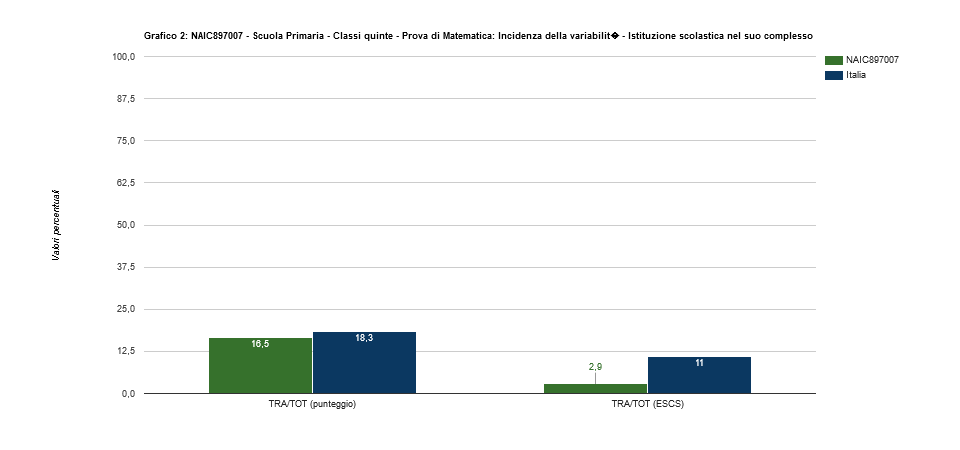 Grafico 2: NAIC897007 - Scuola Primaria - Classi quinte - Prova di Matematica: Incidenza della variabilit� - Istituzione scolastica nel suo complesso
NAIC897007
Italia
Valori percentuali
100,0
87,5
75,0
62,5
50,0
37,5
25,0
12,5
0,0
16,5
18,3
2,9
11
TRA/TOT (punteggio)
TRA/TOT (ESCS)